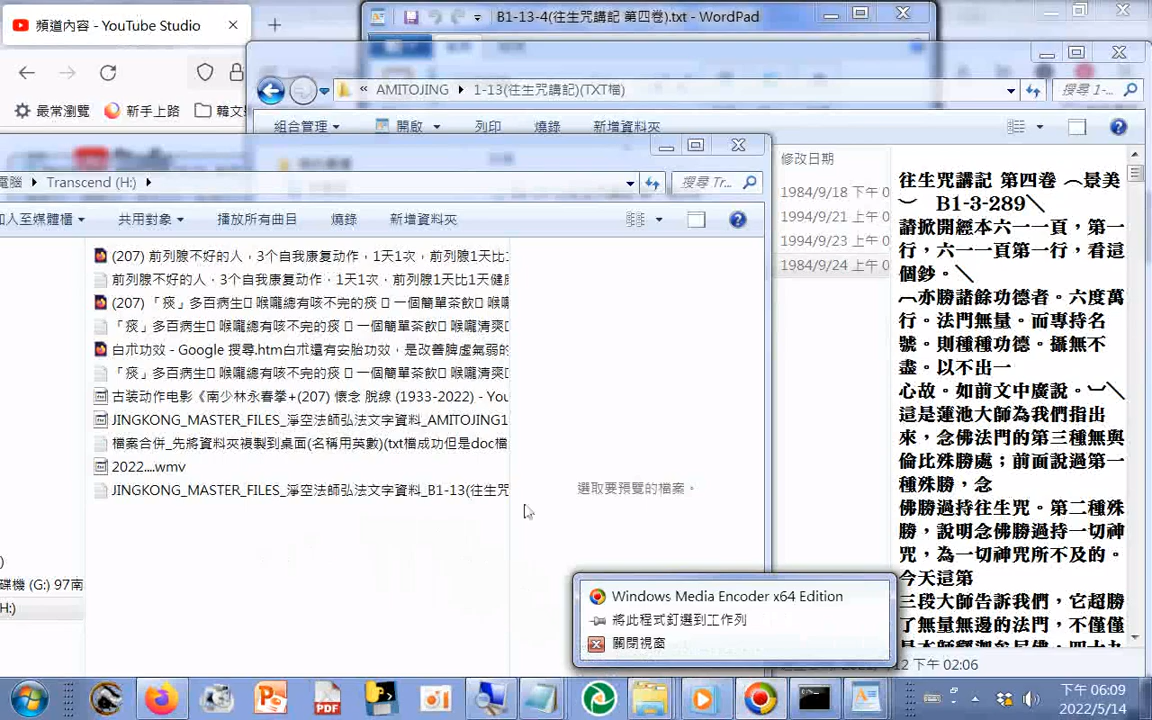 頻道內容 - YouTube Studio
B1-13-4(往生咒講記 第四卷).txt - WordPad
最常瀏覽
新手上路
韓文
« AMITOJING ▸ 1-13(往生咒講記)(TXT檔)
搜尋 1-...
組合管理
開啟
列印
燒錄
新增資料夾
電腦 ▸ Transcend (H:) ▸
搜尋 Tr...
加入至媒體櫃
共用對象
播放所有曲目
燒錄
新增資料夾
(207) 前列腺不好的人，3个自我康复动作，1天1次，前列腺1天比1
前列腺不好的人，3个自我康复动作，1天1次，前列腺1天比1天健
(207) 「痰」多百病生 喉嚨總有咳不完的痰 一個簡單茶飲 喉嚨
「痰」多百病生 喉嚨總有咳不完的痰 一個簡單茶飲 喉嚨清爽
白朮功效 - Google 搜尋.htm白朮還有安胎功效，是改善脾虛氣弱的
「痰」多百病生 喉嚨總有咳不完的痰 一個簡單茶飲 喉嚨清爽
古装动作电影《南少林永春拳+(207) 懷念 脫線 (1933-2022) - You
JINGKONG_MASTER_FILES_淨空法師弘法文字資料_AMITOJING1
檔案合併_先將資料夾複製到桌面(名稱用英數)(txt檔成功但是doc檔
2022....wmv
JINGKONG_MASTER_FILES_淨空法師弘法文字資料_B1-13(往生咒
選取要預覽的檔案。
碟機 (G:) 97南
H:)
修改日期
1984/9/18 下午 0
1984/9/21 上午 0
1984/9/23 上午 0
1984/9/24 上午 0
往生咒講記 第四卷 （景美
） B1-3-289＼
請掀開經本六一一頁，第一
行，六一一頁第一行，看這
個鈔。＼
︹亦勝諸餘功德者。六度萬
行。法門無量。而專持名
號。則種種功德。攝無不
盡。以不出一
心故。如前文中廣說。︺＼
這是蓮池大師為我們指出
來，念佛法門的第三種無與
倫比殊勝處；前面說過第一
種殊勝，念
佛勝過持往生咒。第二種殊
勝，說明念佛勝過持一切神
咒，為一切神咒所不及的。
今天這第
三段大師告訴我們，它超勝
了無量無邊的法門，不僅僅
12 下午 02:06
Windows Media Encoder x64 Edition
將此程式釘選到工作列
關閉視窗
PDF
下午 06:09
2022/5/14